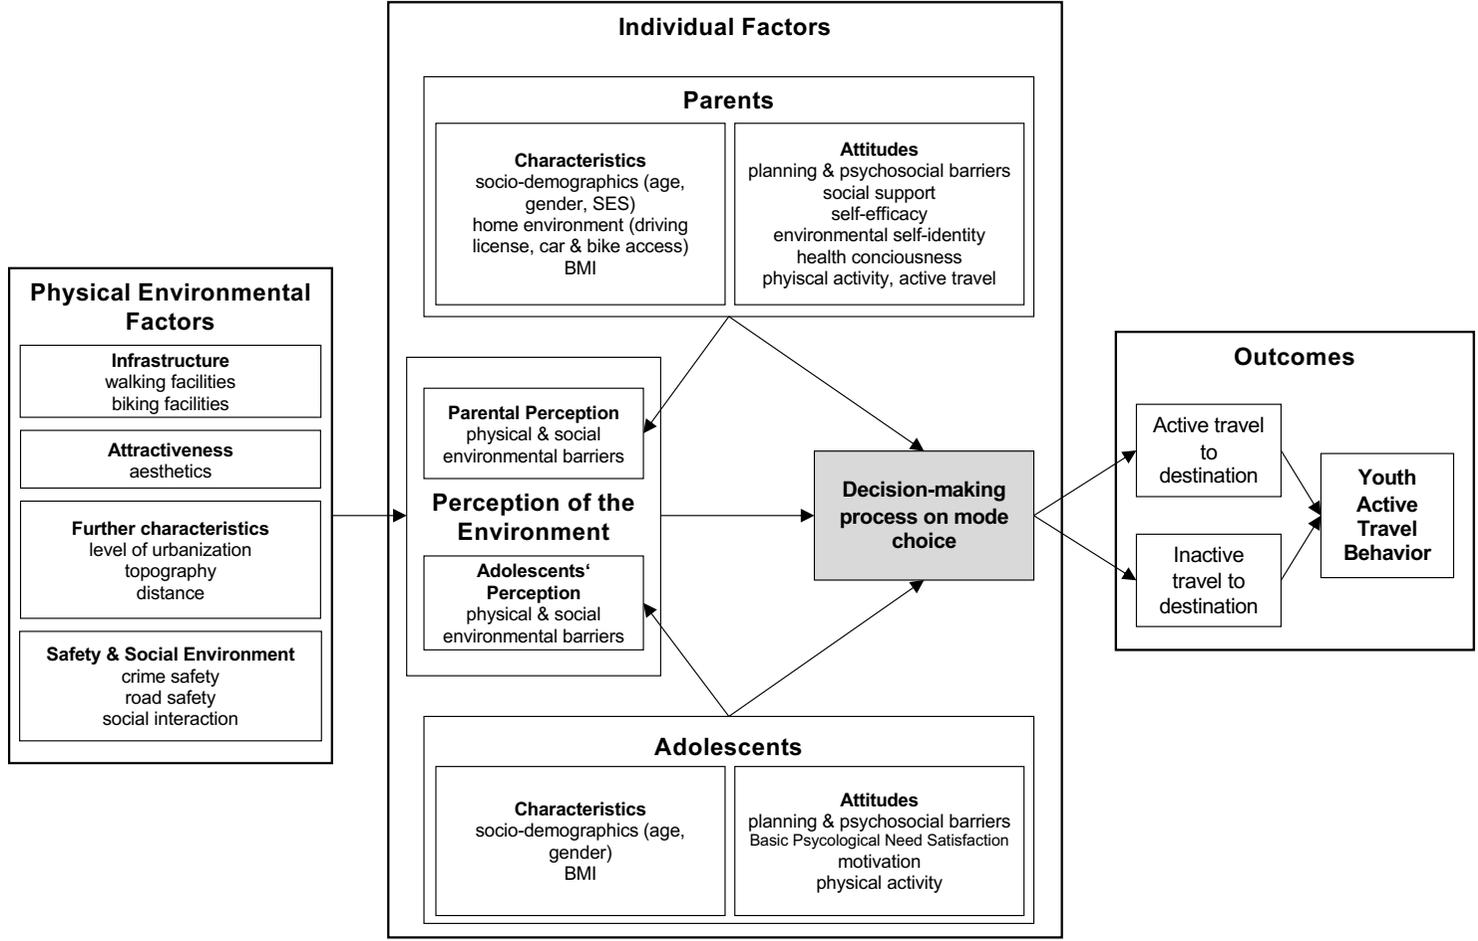 Individual Factors
Parents
Characteristics
socio-demographics (age,
gender, SES)
home environment (driving
license, car & bike access)
BMI
Attitudes
planning & psychosocial barriers
social support
self-efficacy
environmental self-identity
health conciousness
phyiscal activity, active travel
Physical Environmental
Factors
Infrastructure
walking facilities
biking facilities
Attractiveness
aesthetics
Further characteristics
level of urbanization
topography
distance
Safety & Social Environment
crime safety
road safety
social interaction
Parental Perception
physical & social
environmental barriers
Perception of the
Environment
Adolescents‘
Perception
physical & social
environmental barriers
Decision-making
process on mode
choice
Outcomes
Active travel
to
destination
Inactive
travel to
destination
Youth
Active
Travel
Behavior
Adolescents
Characteristics
socio-demographics (age,
gender)
BMI
Attitudes
planning & psychosocial barriers
Basic Psycological Need Satisfaction
motivation
physical activity